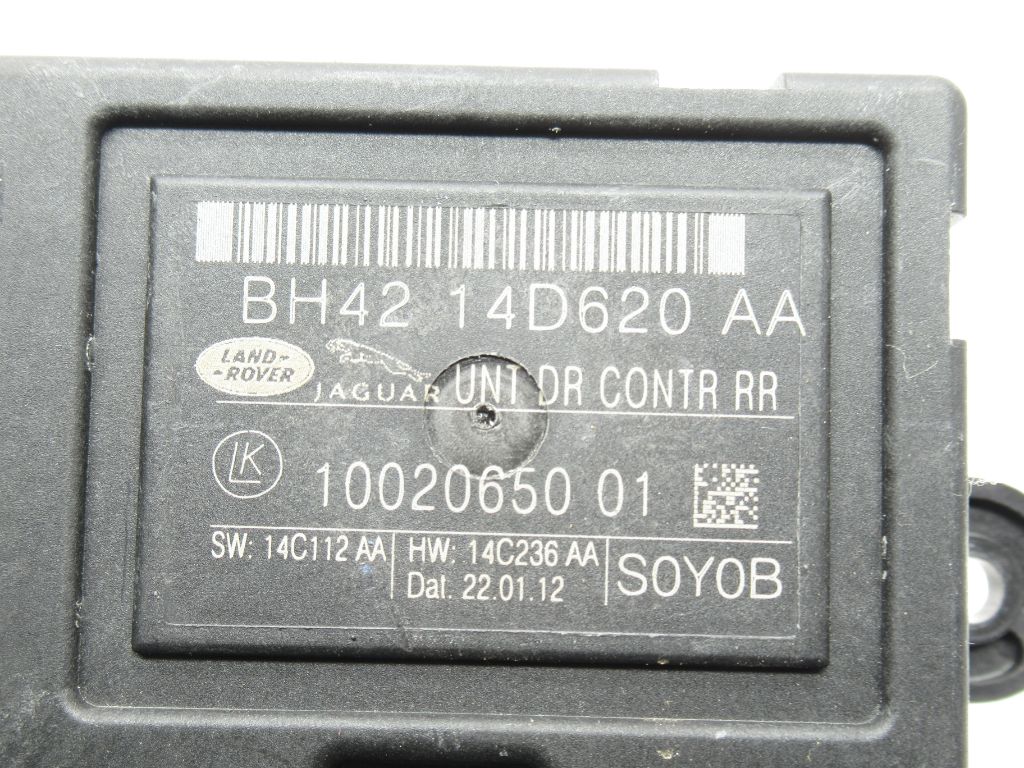 BH42 14D620 AA
LAND-
-ROVER
JAGUAR UNT DR CONTR RR
LK
10020650 01
SW: 14C112 AA HW: 14C236 AA
Dat. 22.01.12
S0Y0B